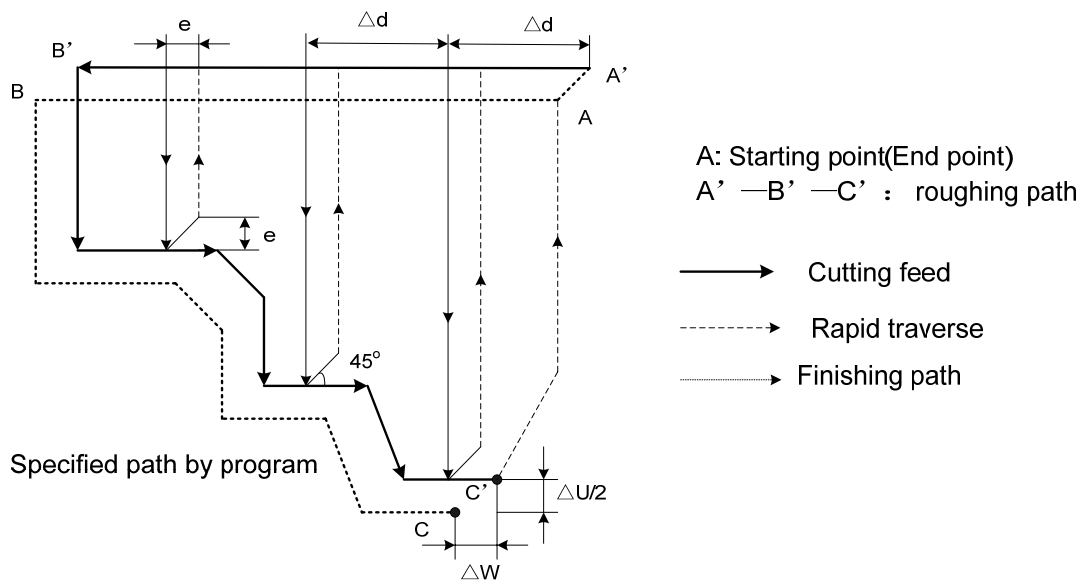 e
△d
△d
B’
A’
B
A
A: Starting point(End point)
A’ —B’ —C’ ： roughing path
e
Cutting feed
Rapid traverse
45°
Finishing path
Specified path by program
C’
△U/2
C
△W